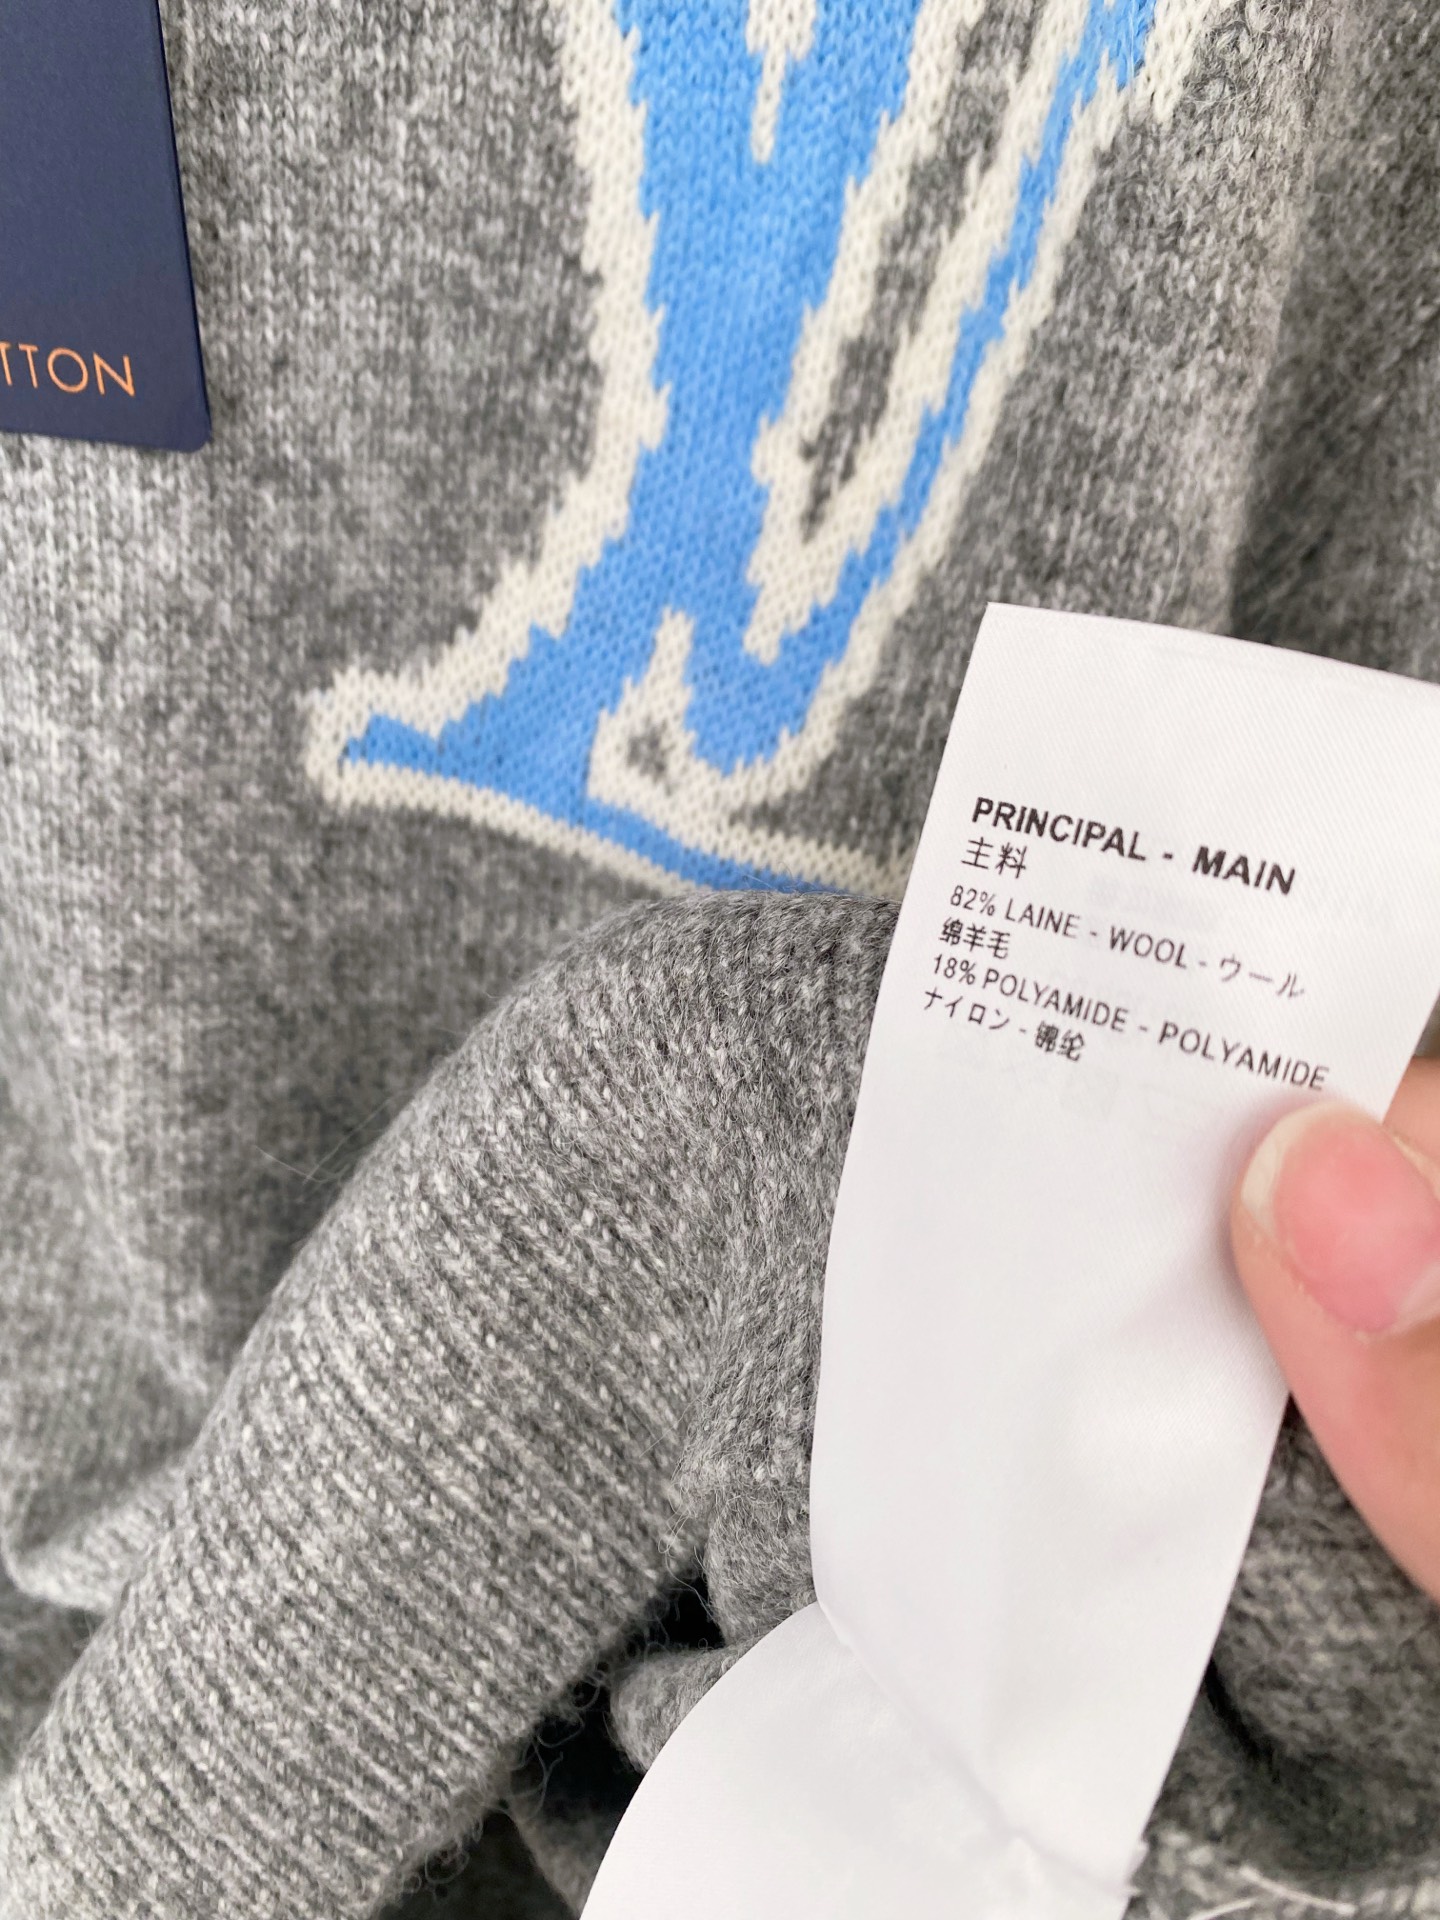 TTON
PRINCIPAL - MAIN
主料
82% LAINE - WOOL - ウール
绵羊毛
18% POLYAMIDE - POLYAMIDE
ナイロン - 锦纶